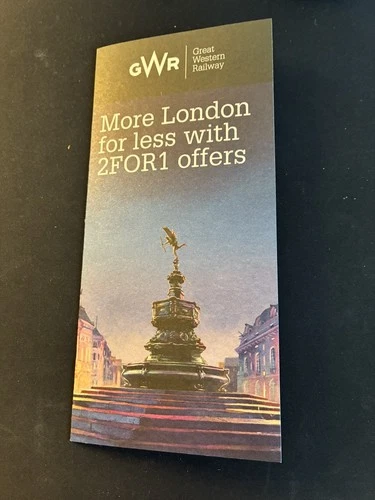 GWR
Great
Western
Railway
More London
for less with
2FOR1 offers